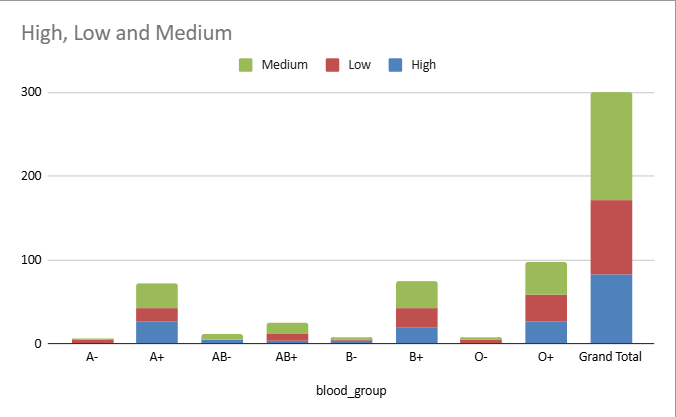 High, Low and Medium
Medium Low High
300
200
100
0
A- A+ AB- AB+ B- B+ O- O+ Grand Total
blood_group